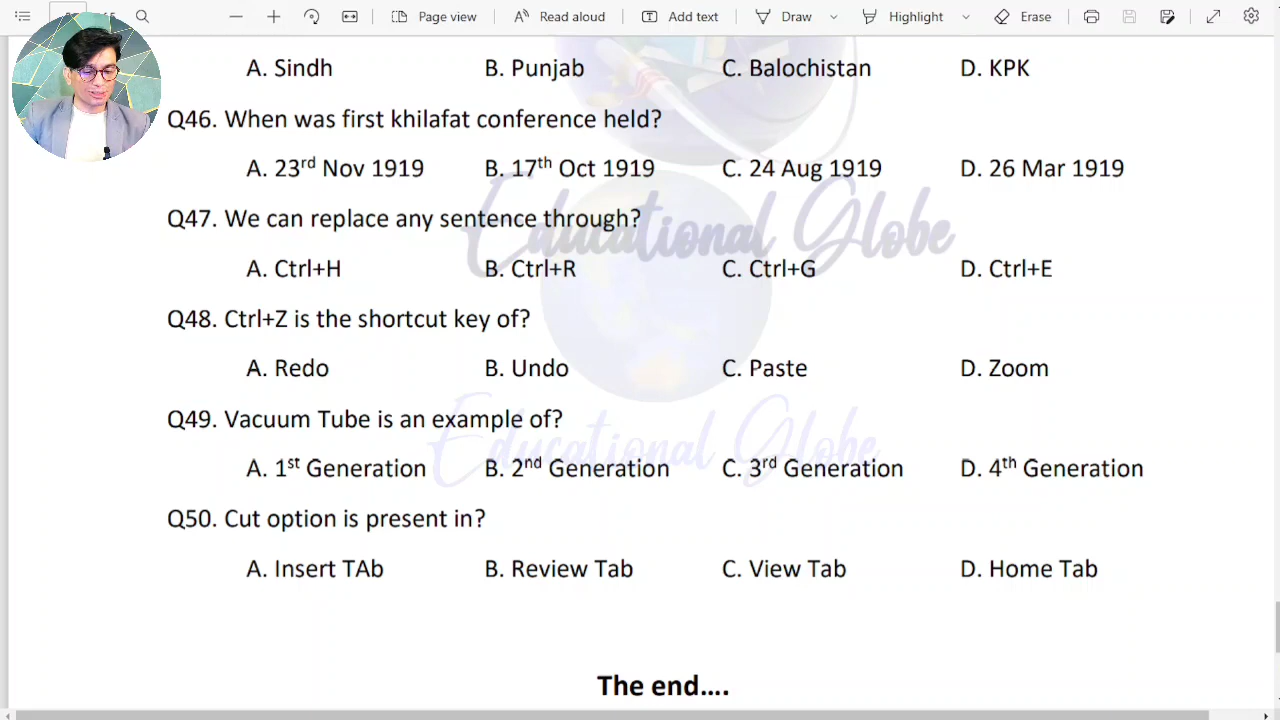 Page view Read aloud Add text Draw Highlight Erase
A. Sindh B. Punjab C. Balochistan D. KPK
Q46. When was first khilafat conference held?
A. 23rd Nov 1919 B. 17th Oct 1919 C. 24 Aug 1919 D. 26 Mar 1919
Educational Globe
Q47. We can replace any sentence through?
A. Ctrl+H B. Ctrl+R C. Ctrl+G D. Ctrl+E
Q48. Ctrl+Z is the shortcut key of?
A. Redo B. Undo C. Paste D. Zoom
Q49. Vacuum Tube is an example of?
Educational Globe
A. 1st Generation B. 2nd Generation C. 3rd Generation D. 4th Generation
Q50. Cut option is present in?
A. Insert TAb B. Review Tab C. View Tab D. Home Tab
The end....